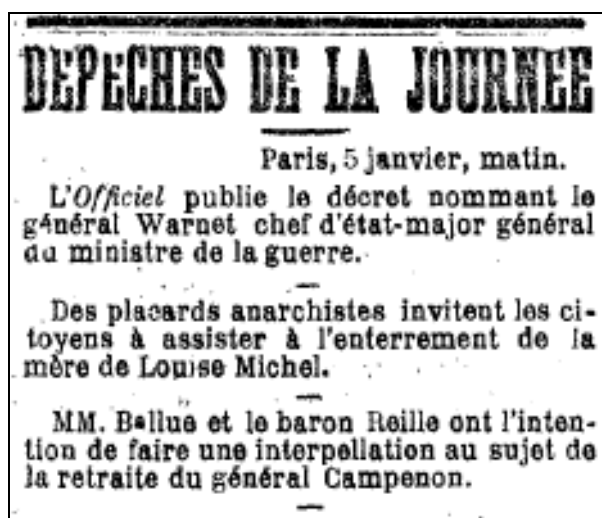 DEPECHES DE LA JOURNEE
Paris, 5 janvier, matin.
L'Officiel publie le décret nommant le
général Warnet chef d'état-major général
du ministre de la guerre.
Des placards anarchistes invitent les ci-
toyens à assister à l'enterrement de la
mère de Louise Michel.
MM. Ballue et le baron Reille ont l'inten-
tion de faire une interpellation au sujet de
la retraite du général Campenon.